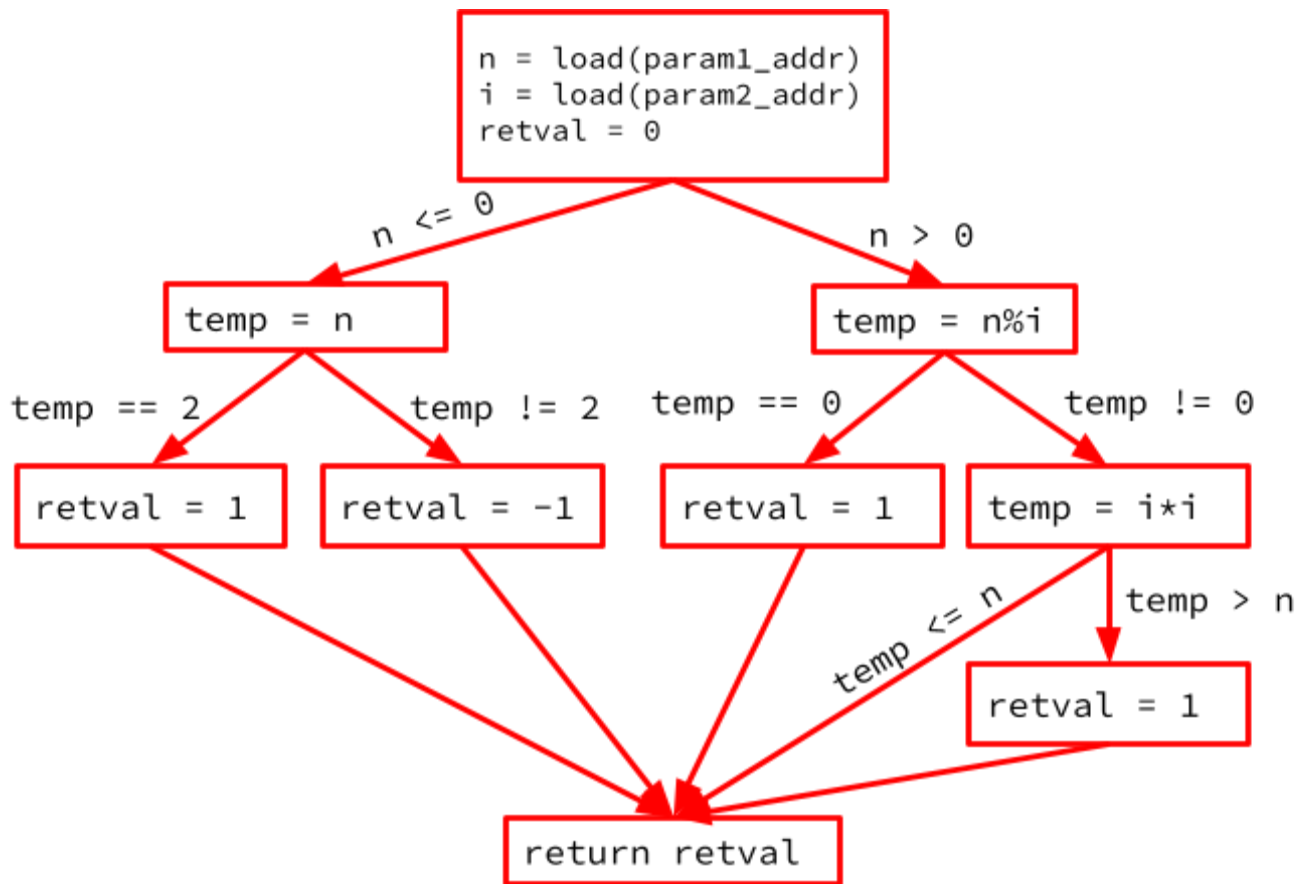 n = load(param1_addr)
i = load(param2_addr)
retval = 0
n <= 0
n > 0
temp = n
temp = n%i
temp == 2
temp != 2
temp == 0
temp != 0
retval = 1
retval = -1
retval = 1
temp = i*i
temp <= n
temp > n
retval = 1
return retval